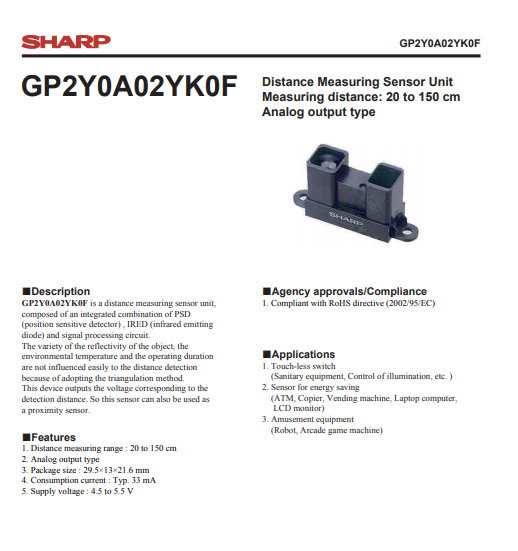 SHARP
GP2Y0A02YK0F
GP2Y0A02YK0F
Distance Measuring Sensor Unit
Measuring distance: 20 to 150 cm
Analog output type
SHARP
■Description
GP2Y0A02YK0F is a distance measuring sensor unit,
composed of an integrated combination of PSD
(position sensitive detector) , IRED (infrared emitting
diode) and signal processing circuit.
The variety of the reflectivity of the object, the
environmental temperature and the operating duration
are not influenced easily to the distance detection
because of adopting the triangulation method.
This device outputs the voltage corresponding to the
detection distance. So this sensor can also be used as
a proximity sensor.
■Features
1. Distance measuring range : 20 to 150 cm
2. Analog output type
3. Package size : 29.5×13×21.6 mm
4. Consumption current : Typ. 33 mA
5. Supply voltage : 4.5 to 5.5 V
■Agency approvals/Compliance
1. Compliant with RoHS directive (2002/95/EC)
■Applications
1. Touch-less switch
(Sanitary equipment, Control of illumination, etc. )
2. Sensor for energy saving
(ATM, Copier, Vending machine, Laptop computer,
LCD monitor)
3. Amusement equipment
(Robot, Arcade game machine)